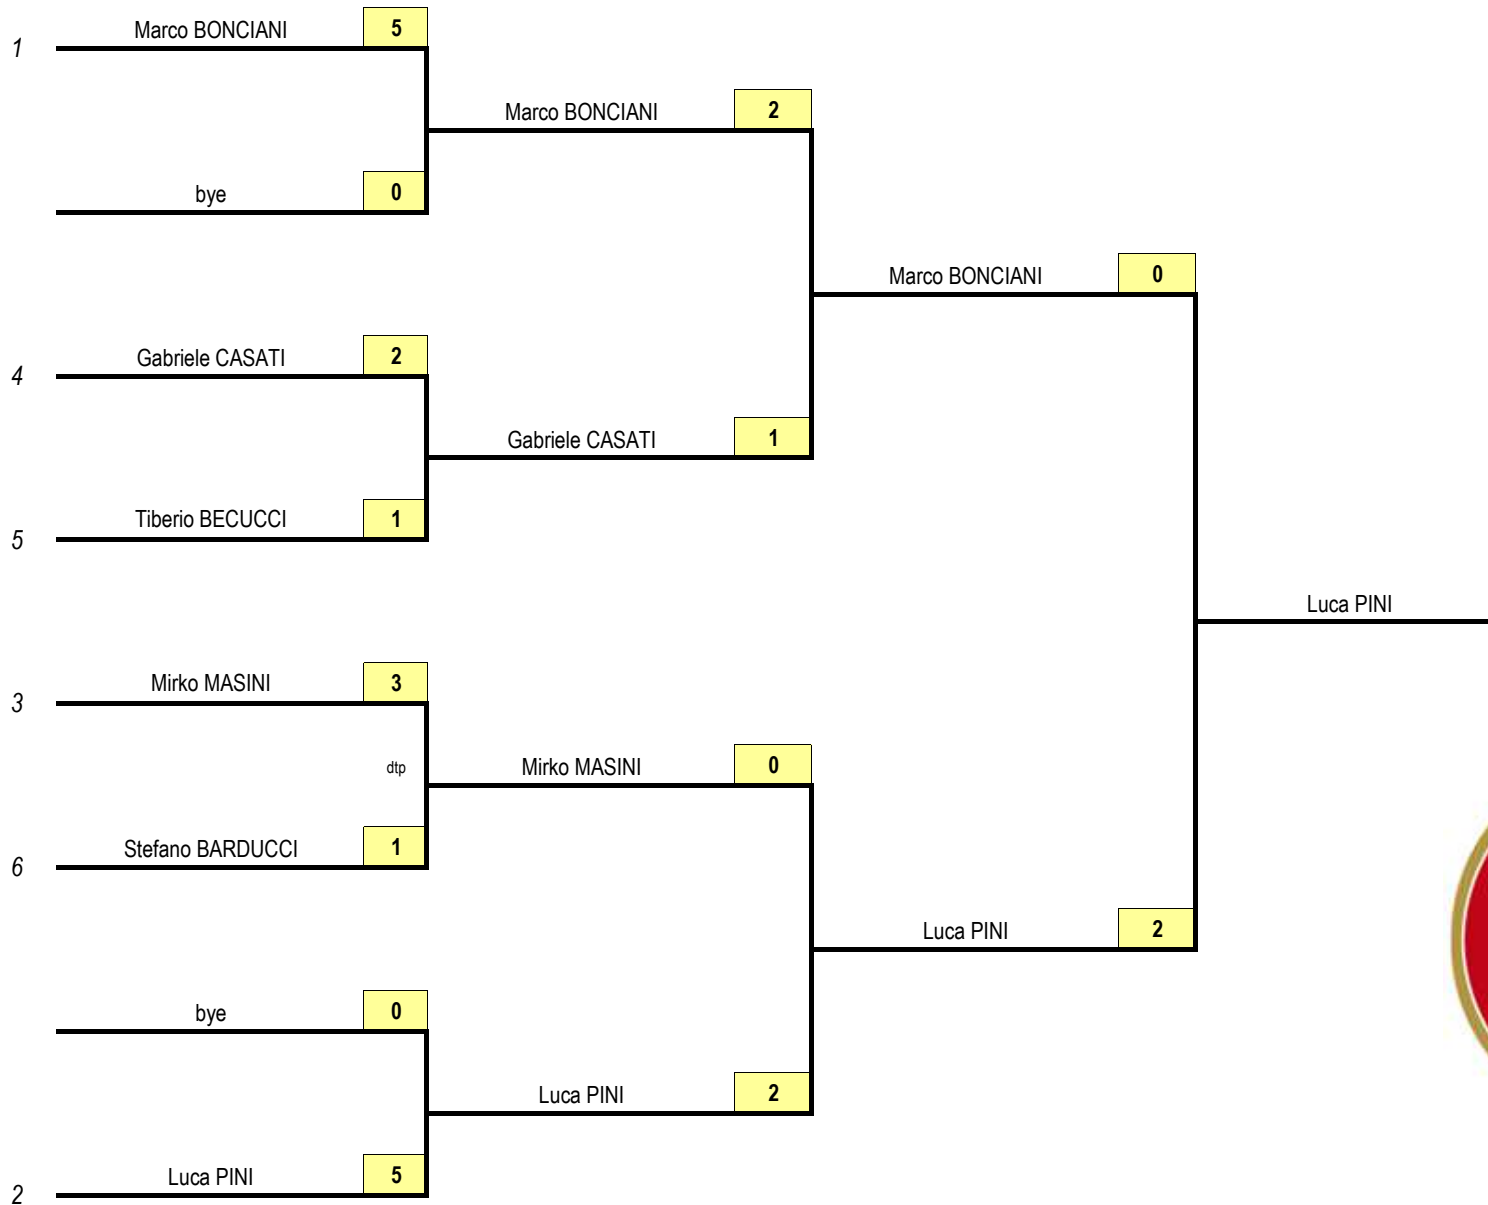 Marco BONCIANI 5
1
Marco BONCIANI 2
bye 0
Marco BONCIANI 0
Gabriele CASATI 2
4
Gabriele CASATI 1
Tiberio BECUCCI 1
5
Luca PINI
Mirko MASINI 3
3
dtp
Mirko MASINI 0
Stefano BARDUCCI 1
6
Luca PINI 2
bye 0
Luca PINI 2
Luca PINI 5
2